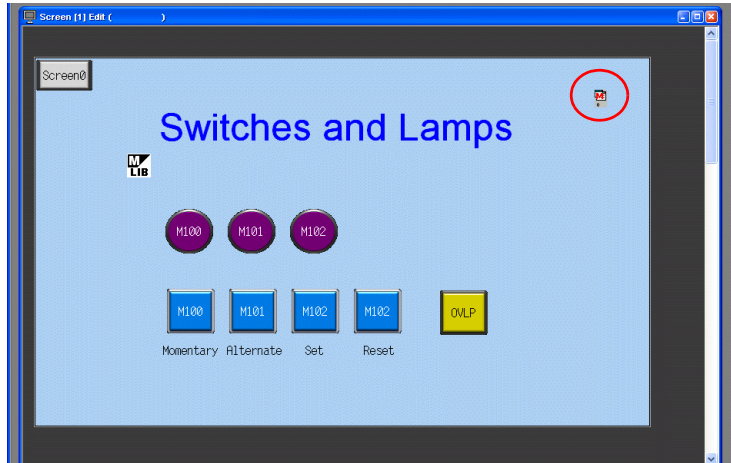 Screen [1] Edit ( )
Screen0
M
Switches and Lamps
M
LIB
M100 M101 M102
M100 M101 M102 M102 OVLP
Momentary Alternate Set Reset